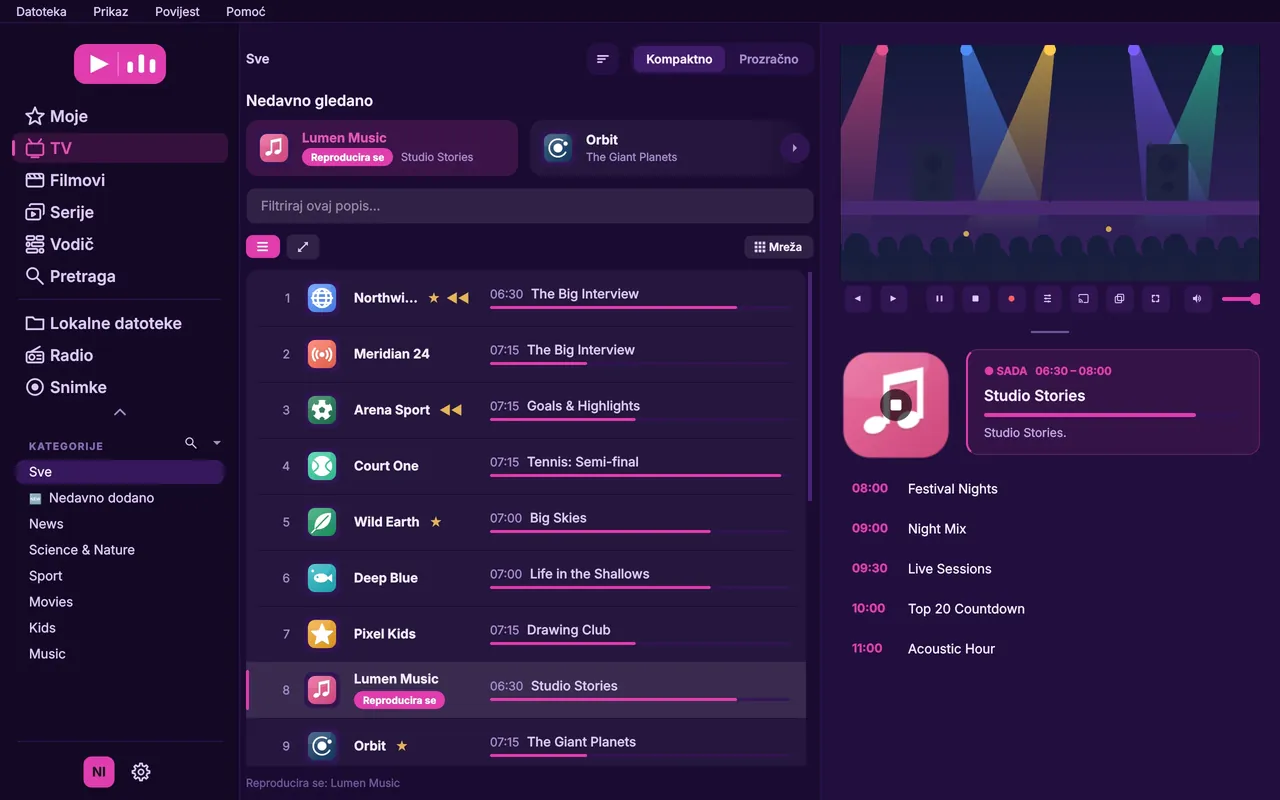 Datoteka Prikaz Povijest Pomoć
Moje
TV
Filmovi
Serije
Vodič
Pretraga
Lokalne datoteke
Radio
Snimke
KATEGORIJE
Sve
Nedavno dodano
News
Science & Nature
Sport
Movies
Kids
Music
NI
Sve
Kompaktno Prozračno
Nedavno gledano
Lumen Music
Reproducira se Studio Stories
Orbit
The Giant Planets
Filtriraj ovaj popis...
Mreža
1 Northwi... 06:30 The Big Interview
2 Meridian 24 07:15 The Big Interview
3 Arena Sport 07:15 Goals & Highlights
4 Court One 07:15 Tennis: Semi-final
5 Wild Earth 07:00 Big Skies
6 Deep Blue 07:00 Life in the Shallows
7 Pixel Kids 07:15 Drawing Club
8 Lumen Music 06:30 Studio Stories
Reproducira se
9 Orbit 07:15 The Giant Planets
Reproducira se: Lumen Music
SADA 06:30 – 08:00
Studio Stories
Studio Stories.
08:00 Festival Nights
09:00 Night Mix
09:30 Live Sessions
10:00 Top 20 Countdown
11:00 Acoustic Hour